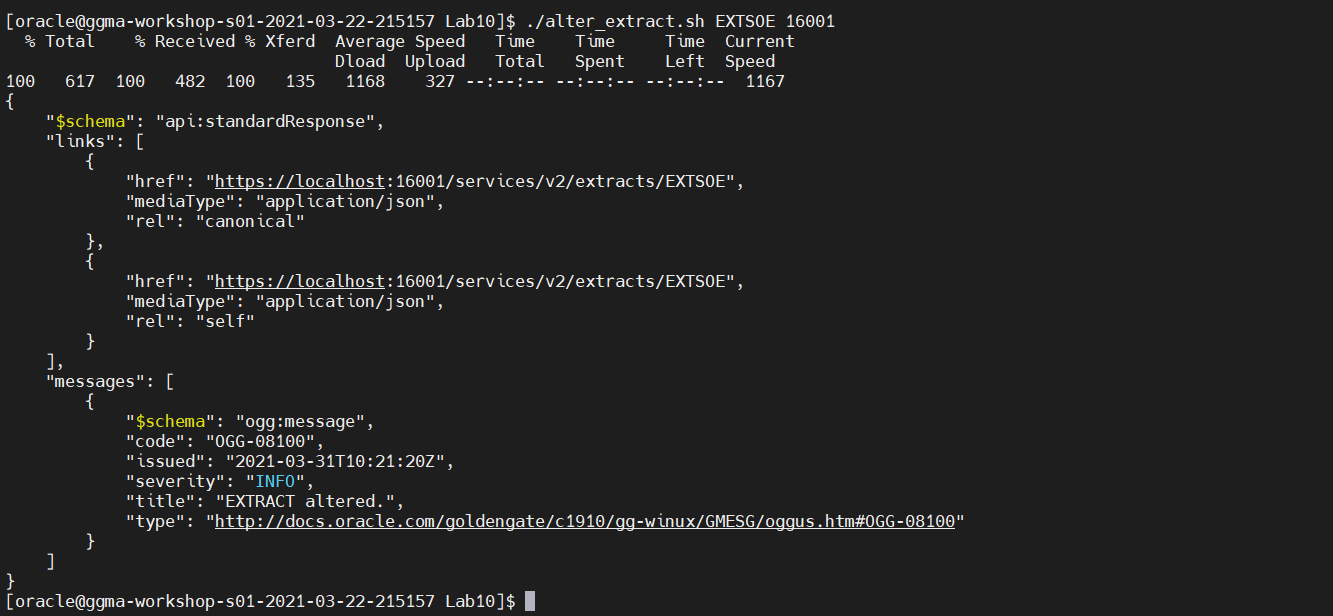 [oracle@ggma-workshop-s01-2021-03-22-215157 Lab10]$ ./alter_extract.sh EXTSOE 16001
  % Total    % Received % Xferd  Average Speed   Time    Time     Time  Current
                                 Dload  Upload   Total   Spent    Left  Speed
100   617  100   482  100   135   1168    327 --:--:-- --:--:-- --:--:--  1167
{
    "$schema": "api:standardResponse",
    "links": [
        {
            "href": "https://localhost:16001/services/v2/extracts/EXTSOE",
            "mediaType": "application/json",
            "rel": "canonical"
        },
        {
            "href": "https://localhost:16001/services/v2/extracts/EXTSOE",
            "mediaType": "application/json",
            "rel": "self"
        }
    ],
    "messages": [
        {
            "$schema": "ogg:message",
            "code": "OGG-08100",
            "issued": "2021-03-31T10:21:20Z",
            "severity": "INFO",
            "title": "EXTRACT altered.",
            "type": "http://docs.oracle.com/goldengate/c1910/gg-winux/GMESG/oggus.htm#OGG-08100"
        }
    ]
}
[oracle@ggma-workshop-s01-2021-03-22-215157 Lab10]$